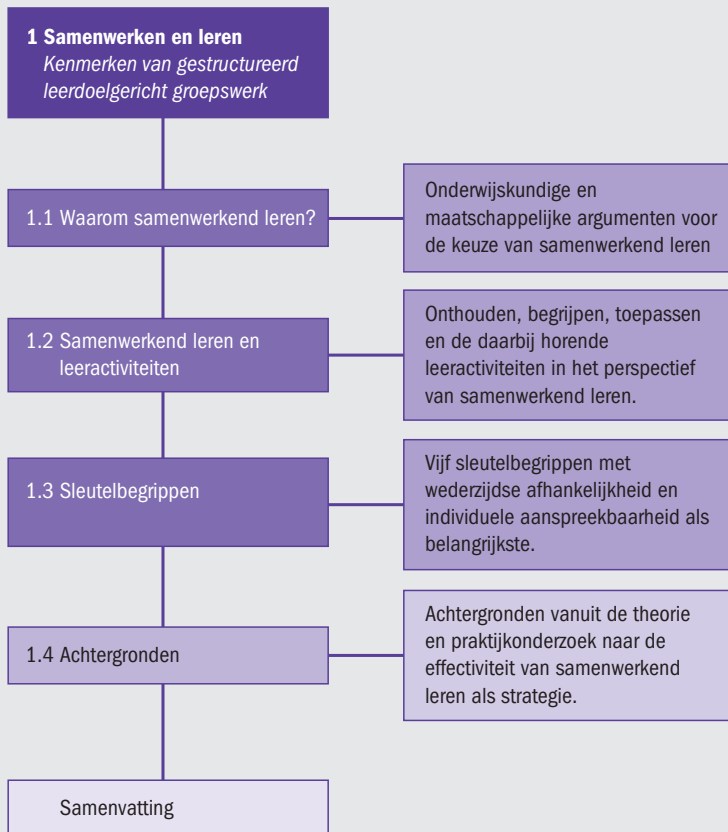 1 Samenwerken en leren
Kenmerken van gestructureerd
leerdoelgericht groepswerk
1.1 Waarom samenwerkend leren?
Onderwijskundige en
maatschappelijke argumenten voor
de keuze van samenwerkend leren
1.2 Samenwerkend leren en
leeractiviteiten
Onthouden, begrijpen, toepassen
en de daarbij horende
leeractiviteiten in het perspectief
van samenwerkend leren.
1.3 Sleutelbegrippen
Vijf sleutelbegrippen met
wederzijdse afhankelijkheid en
individuele aanspreekbaarheid als
belangrijkste.
1.4 Achtergronden
Achtergronden vanuit de theorie
en praktijkonderzoek naar de
effectiviteit van samenwerkend
leren als strategie.
Samenvatting